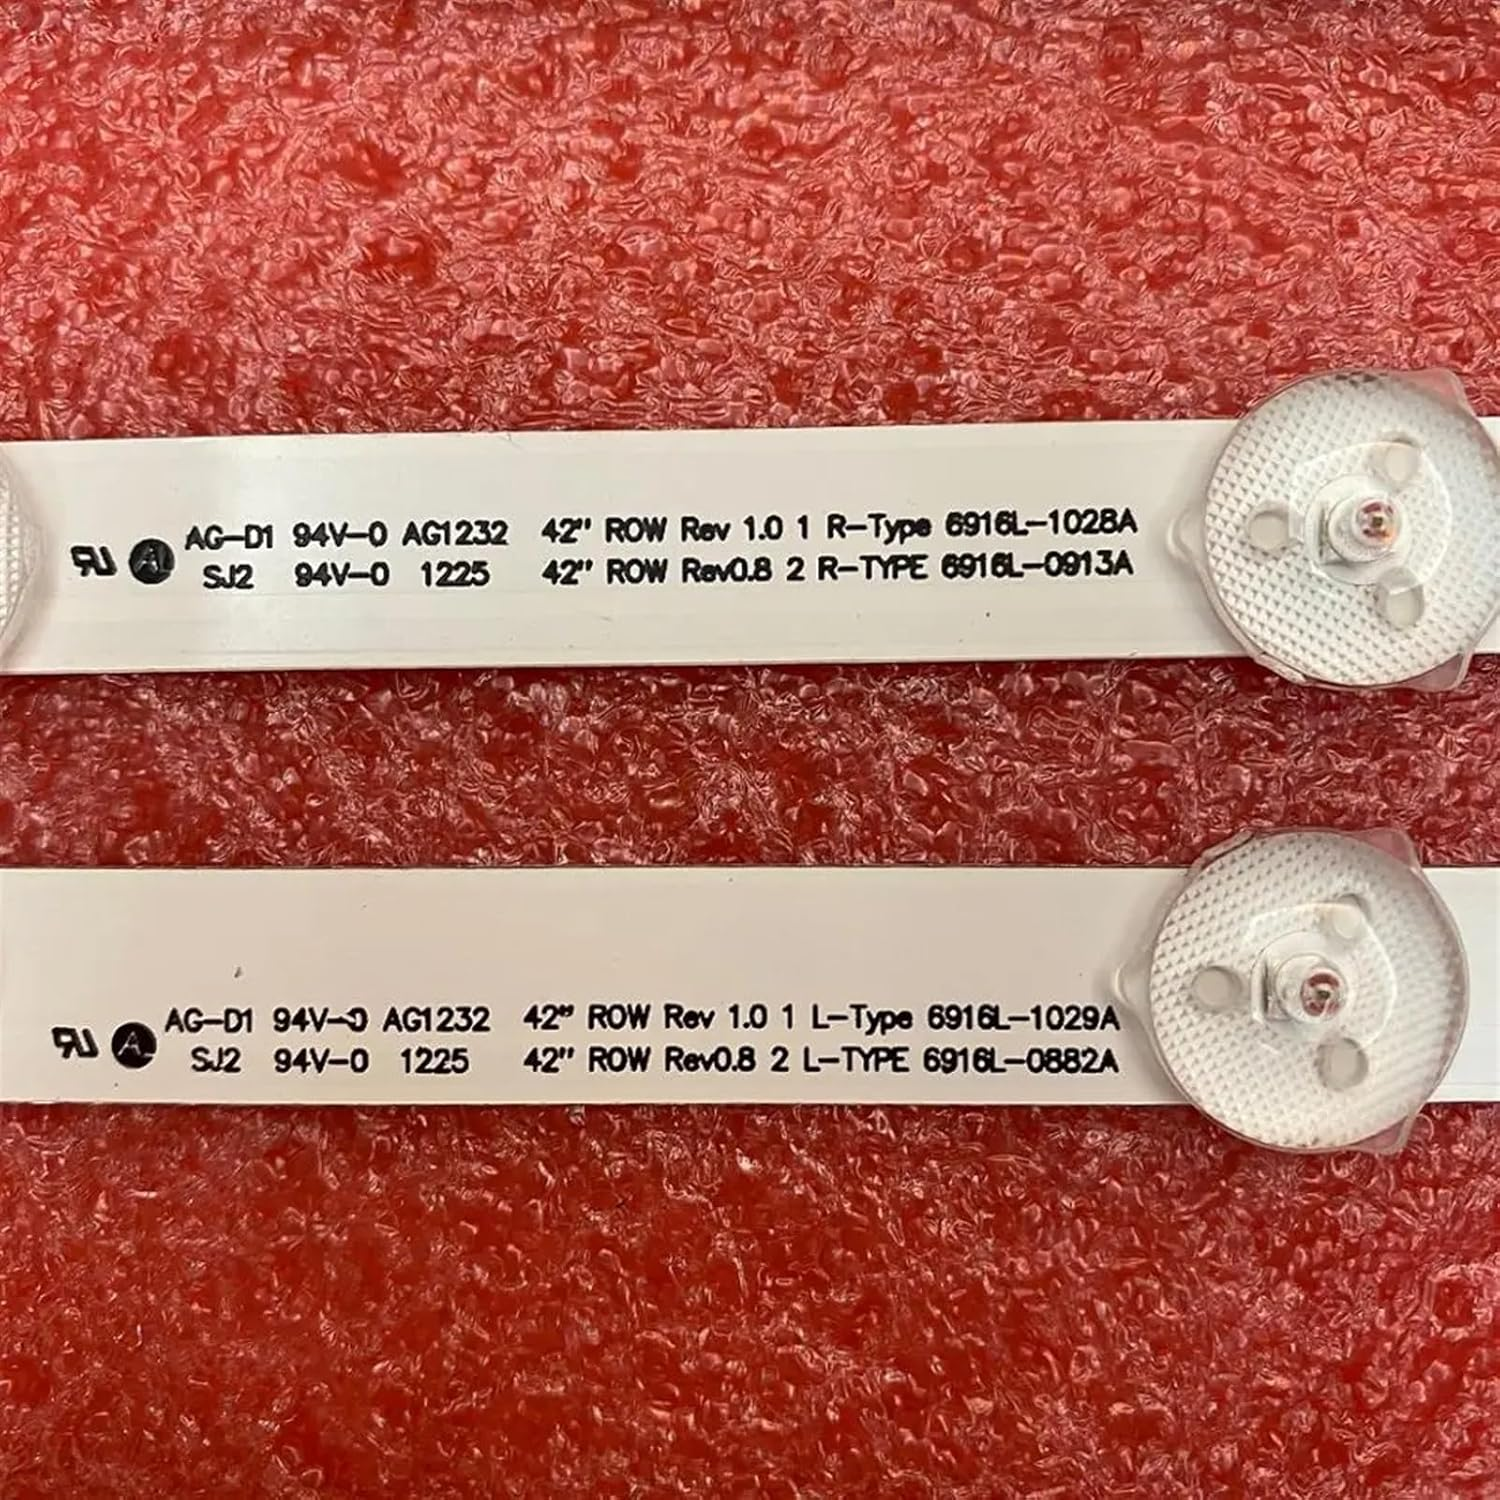 AG-D1 94V-0 AG1232 42" ROW Rev 1.0 1 R-Type 6916L-1028A
SJ2 94V-0 1225 42" ROW Rev0.8 2 R-TYPE 6916L-0913A
AG-D1 94V-0 AG1232 42" ROW Rev 1.0 1 L-Type 6916L-1029A
SJ2 94V-0 1225 42" ROW Rev0.8 2 L-TYPE 6916L-0882A